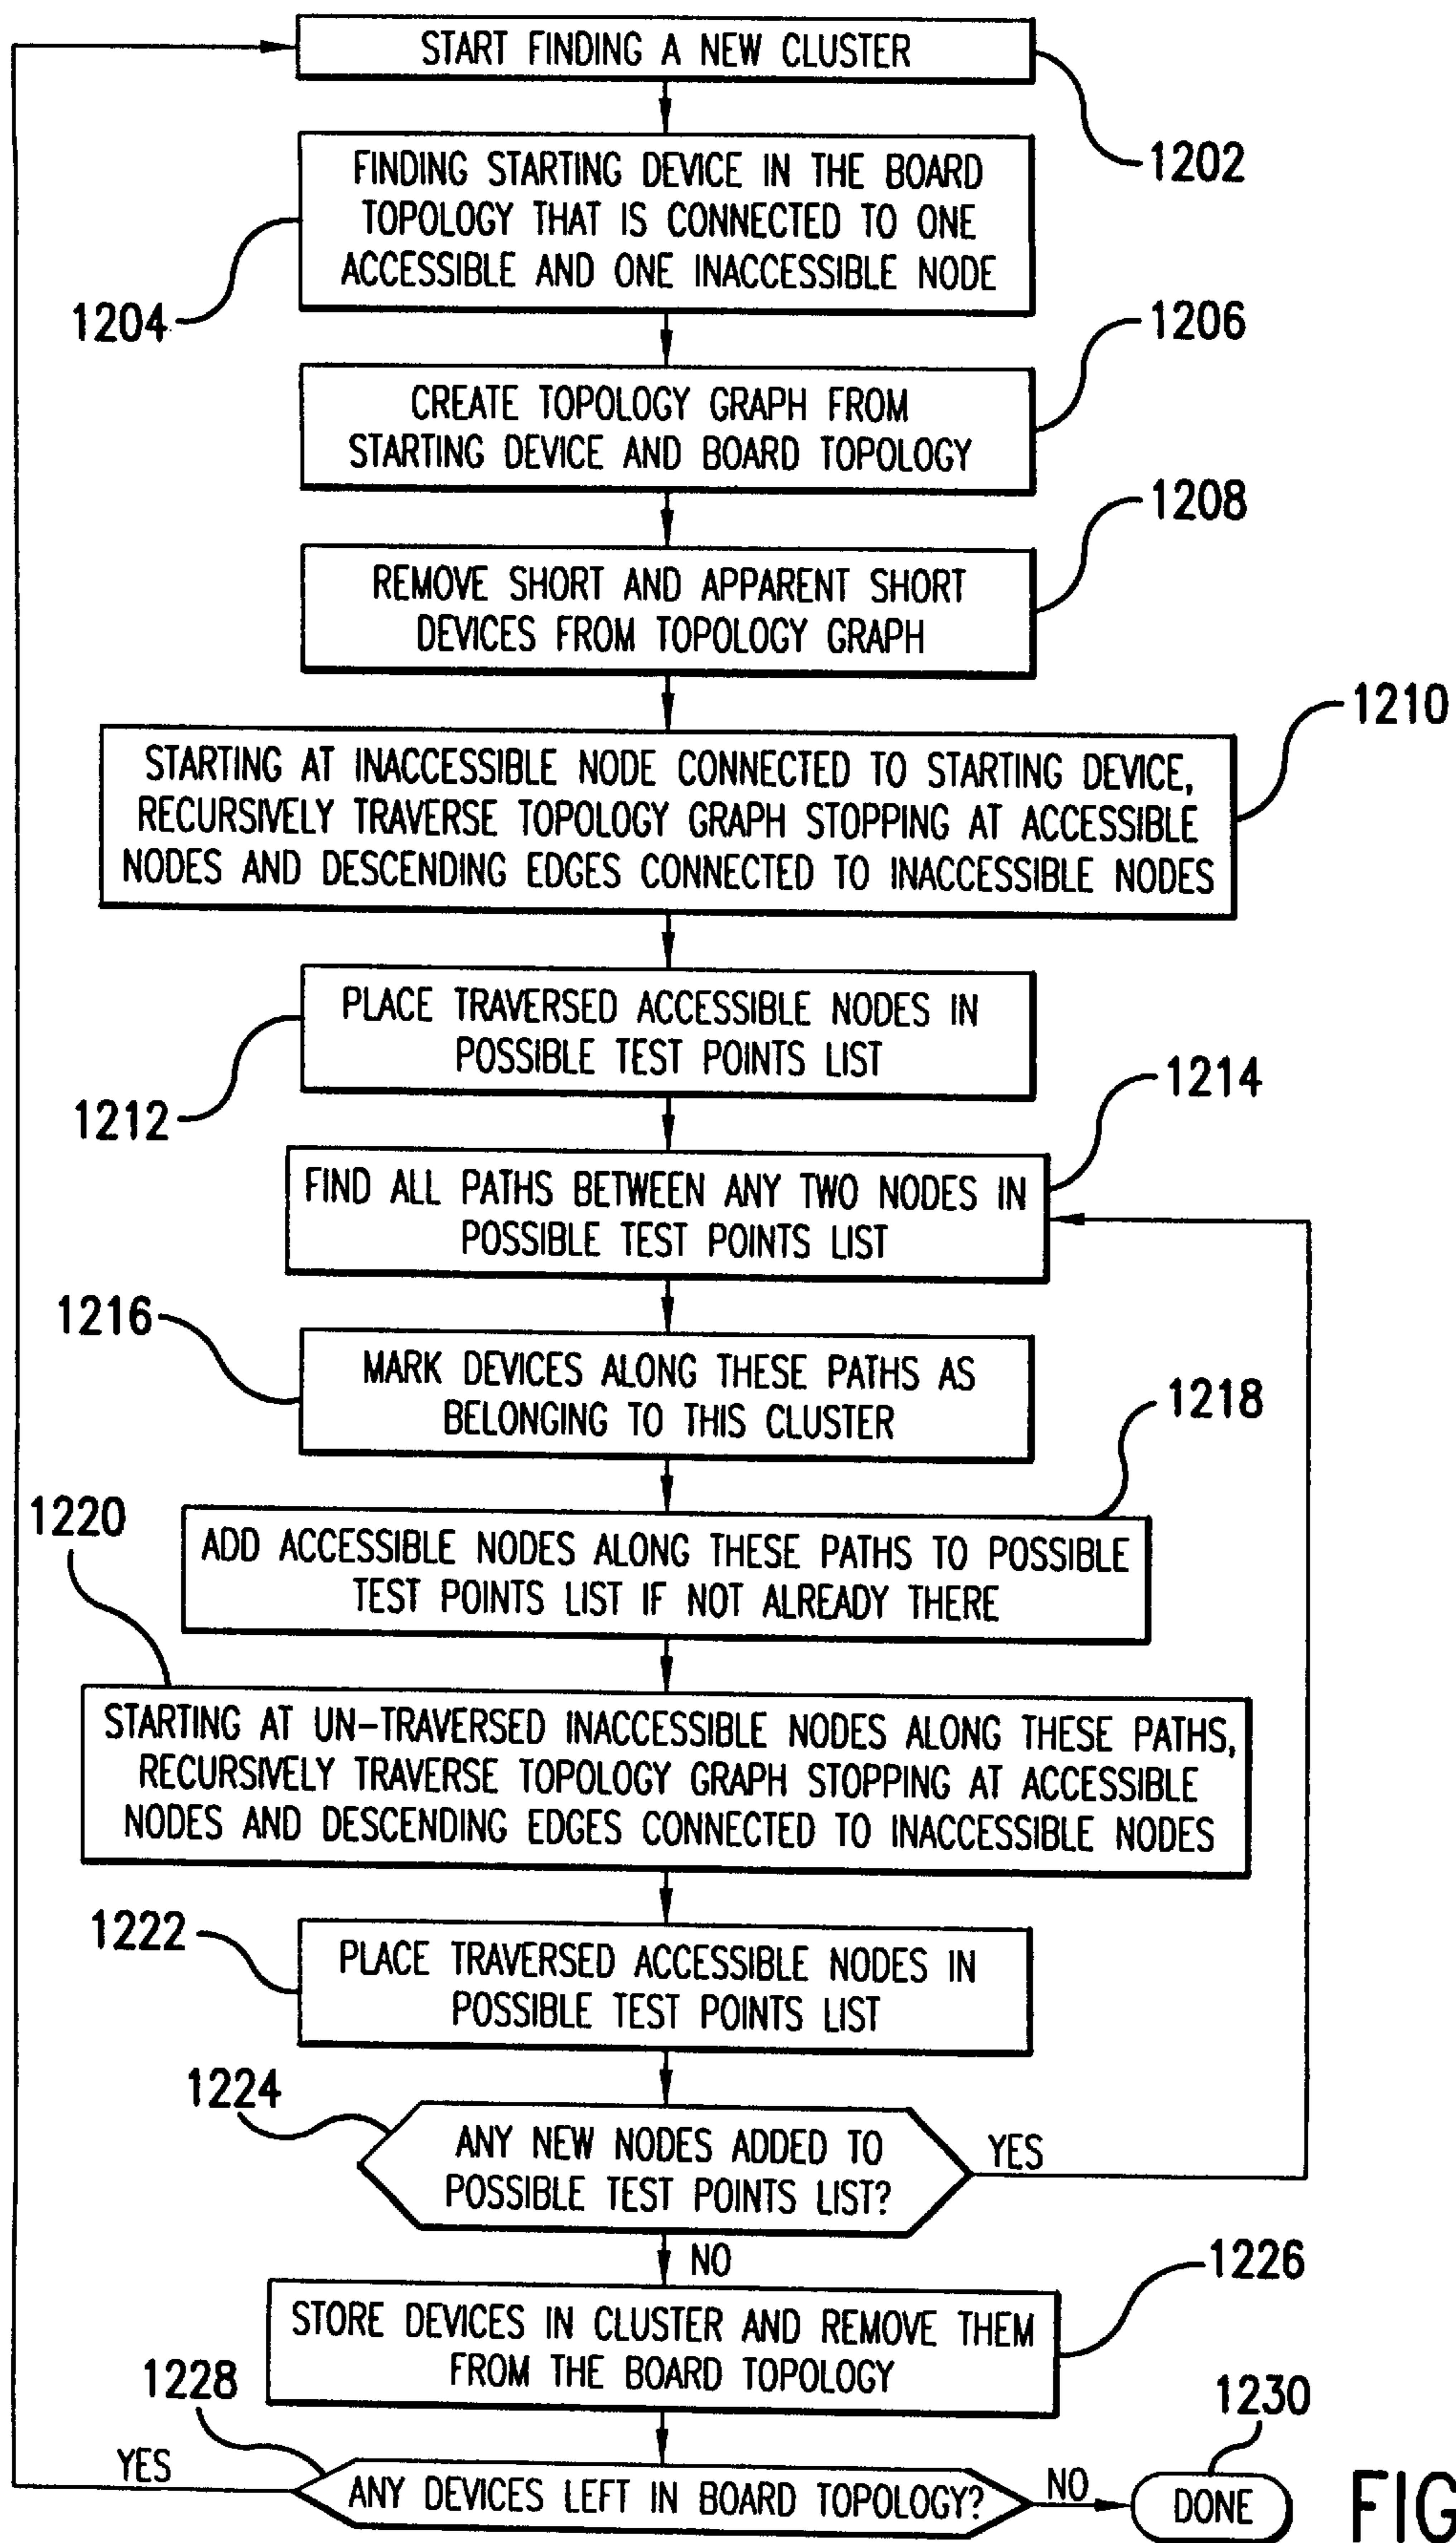 START FINDING A NEW CLUSTER
1202
FINDING STARTING DEVICE IN THE BOARD
TOPOLOGY THAT IS CONNECTED TO ONE
ACCESSIBLE AND ONE INACCESSIBLE NODE
1204
1206
CREATE TOPOLOGY GRAPH FROM
STARTING DEVICE AND BOARD TOPOLOGY
1208
REMOVE SHORT AND APPARENT SHORT
DEVICES FROM TOPOLOGY GRAPH
1210
STARTING AT INACCESSIBLE NODE CONNECTED TO STARTING DEVICE,
RECURSIVELY TRAVERSE TOPOLOGY GRAPH STOPPING AT ACCESSIBLE
NODES AND DESCENDING EDGES CONNECTED TO INACCESSIBLE NODES
PLACE TRAVERSED ACCESSIBLE NODES IN
POSSIBLE TEST POINTS LIST
1212
1214
FIND ALL PATHS BETWEEN ANY TWO NODES IN
POSSIBLE TEST POINTS LIST
1216
MARK DEVICES ALONG THESE PATHS AS
BELONGING TO THIS CLUSTER
1218
1220
ADD ACCESSIBLE NODES ALONG THESE PATHS TO POSSIBLE
TEST POINTS LIST IF NOT ALREADY THERE
STARTING AT UN-TRAVERSED INACCESSIBLE NODES ALONG THESE PATHS,
RECURSIVELY TRAVERSE TOPOLOGY GRAPH STOPPING AT ACCESSIBLE
NODES AND DESCENDING EDGES CONNECTED TO INACCESSIBLE NODES
1222
PLACE TRAVERSED ACCESSIBLE NODES IN
POSSIBLE TEST POINTS LIST
1224
ANY NEW NODES ADDED TO
POSSIBLE TEST POINTS LIST?
YES
NO
1226
STORE DEVICES IN CLUSTER AND REMOVE THEM
FROM THE BOARD TOPOLOGY
1228
1230
YES
ANY DEVICES LEFT IN BOARD TOPOLOGY?
NO
DONE
FIG